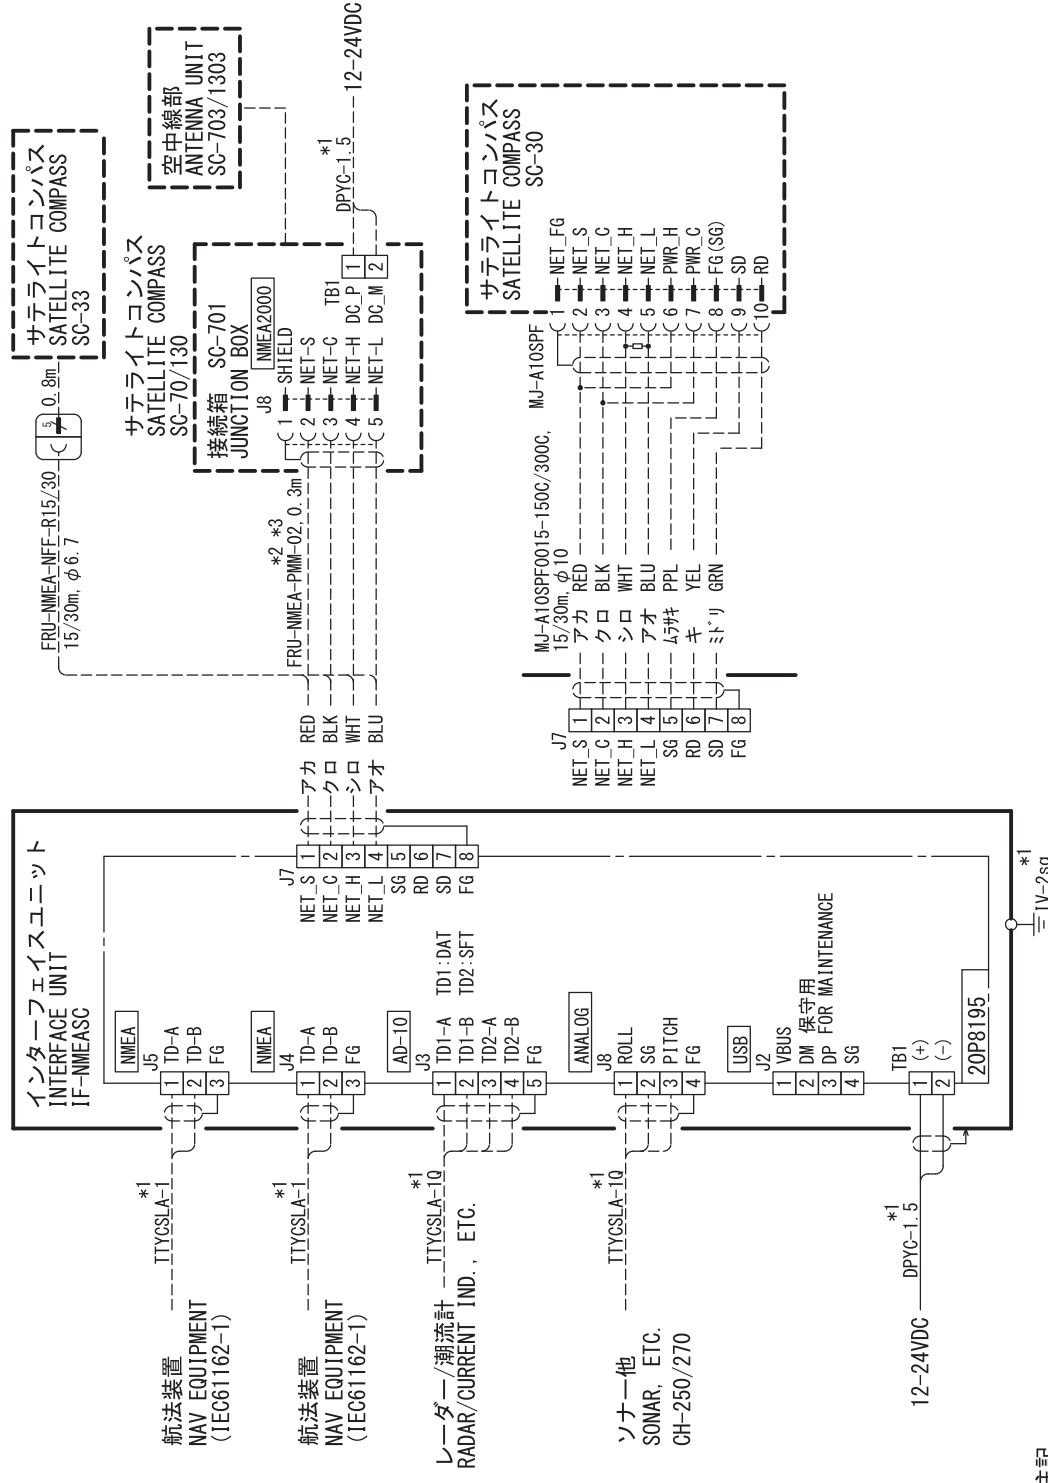 インターフェイスユニット
INTERFACE UNIT
IF-NMEASC
航法装置
NAV EQUIPMENT
(IEC61162-1)
TTYCSLA-1
*1
NMEA
J5
1 TD-A
2 TD-B
3 FG
航法装置
NAV EQUIPMENT
(IEC61162-1)
TTYCSLA-1
*1
NMEA
J4
1 TD-A
2 TD-B
3 FG
レーダー/潮流計
RADAR/CURRENT IND., ETC.
TTYCSLA-1Q
*1
AD-10
J3
1 TD1-A
2 TD1-B
3 TD2-A
4 TD2-B
5 FG
TD1:DAT
TD2:SFT
ソナー他
SONAR, ETC.
CH-250/270
TTYCSLA-1Q
*1
ANALOG
J8
1 ROLL
2 SG
3 PITCH
4 FG
USB
J2
1 VBUS
2 DM
3 DP
4 SG
保守用
FOR MAINTENANCE
12-24VDC
DPYC-1.5
*1
TB1
1 (+)
2 (-)
20P8195
*1
IV-2sq
J7
NET_S 1
NET_C 2
NET_H 3
NET_L 4
SG 5
RD 6
SD 7
FG 8
アカ RED
クロ BLK
シロ WHT
アオ BLU
FRU-NMEA-NFF-R15/30
15/30m, φ6.7
5
0.8m
サテライトコンパス
SATELLITE COMPASS
SC-33
*2 *3
FRU-NMEA-PMM-02, 0.3m
サテライトコンパス
SATELLITE COMPASS
SC-70/130
接続箱 SC-701
JUNCTION BOX
NMEA2000
J8
1 SHIELD
2 NET-S
3 NET-C
4 NET-H
5 NET-L
TB1
DC_P 1
DC_M 2
DPYC-1.5
*1
12-24VDC
空中線部
ANTENNA UNIT
SC-703/1303
J7
NET_S 1
NET_C 2
NET_H 3
NET_L 4
SG 5
RD 6
SD 7
FG 8
MJ-A10SPF0015-150C/300C,
15/30m, φ10
アカ RED
クロ BLK
シロ WHT
アオ BLU
ムラサキ PPL
キ YEL
ミドリ GRN
MJ-A10SPF
サテライトコンパス
SATELLITE COMPASS
SC-30
1 NET_FG
2 NET_S
3 NET_C
4 NET_H
5 NET_L
6 PWR_H
7 PWR_C
8 FG(SG)
9 SD
10 RD